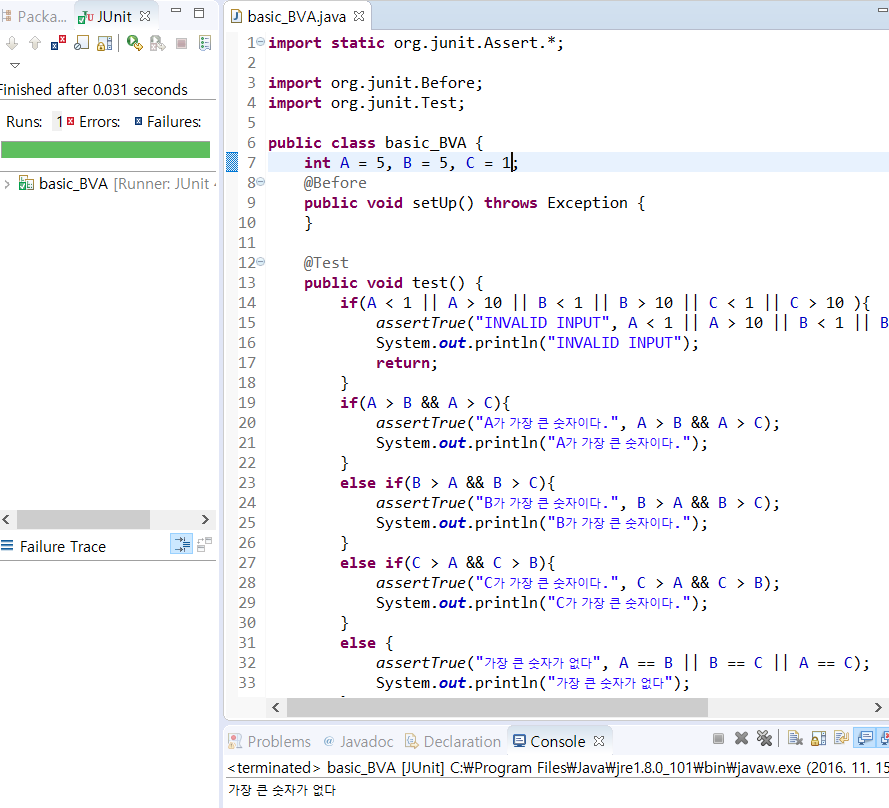 Packa... JUnit
Finished after 0.031 seconds
Runs: 1 Errors: Failures:
basic_BVA [Runner: JUnit
Failure Trace
basic_BVA.java
1 import static org.junit.Assert.*;
2
3 import org.junit.Before;
4 import org.junit.Test;
5
6 public class basic_BVA {
7 int A = 5, B = 5, C = 1;
8 @Before
9 public void setUp() throws Exception {
10 }
11
12 @Test
13 public void test() {
14 if(A < 1 || A > 10 || B < 1 || B > 10 || C < 1 || C > 10 ){
15 assertTrue("INVALID INPUT", A < 1 || A > 10 || B < 1 || B
16 System.out.println("INVALID INPUT");
17 return;
18 }
19 if(A > B && A > C){
20 assertTrue("A가 가장 큰 숫자이다.", A > B && A > C);
21 System.out.println("A가 가장 큰 숫자이다.");
22 }
23 else if(B > A && B > C){
24 assertTrue("B가 가장 큰 숫자이다.", B > A && B > C);
25 System.out.println("B가 가장 큰 숫자이다.");
26 }
27 else if(C > A && C > B){
28 assertTrue("C가 가장 큰 숫자이다.", C > A && C > B);
29 System.out.println("C가 가장 큰 숫자이다.");
30 }
31 else {
32 assertTrue("가장 큰 숫자가 없다", A == B || B == C || A == C);
33 System.out.println("가장 큰 숫자가 없다");
Problems @ Javadoc Declaration Console
<terminated> basic_BVA [JUnit] C:₩Program Files₩Java₩jre1.8.0_101₩bin₩javaw.exe (2016. 11. 15
가장 큰 숫자가 없다